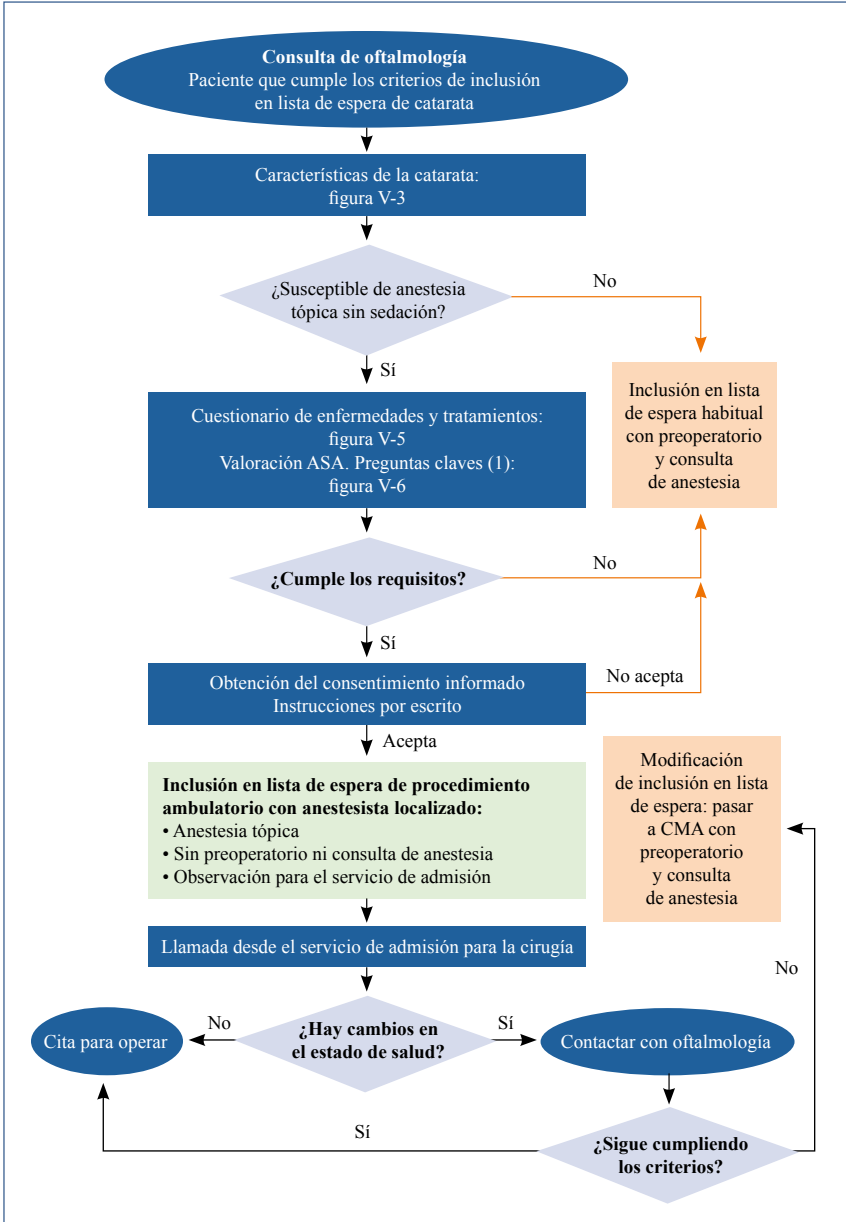 Consulta de oftalmología
Paciente que cumple los criterios de inclusión
en lista de espera de catarata
Características de la catarata:
figura V-3
¿Susceptible de anestesia
tópica sin sedación?
No
Sí
Inclusión en lista
de espera habitual
con preoperatorio
y consulta
de anestesia
Cuestionario de enfermedades y tratamientos:
figura V-5
Valoración ASA. Preguntas claves (1):
figura V-6
¿Cumple los requisitos?
No
Sí
Obtención del consentimiento informado
Instrucciones por escrito
No acepta
Acepta
Inclusión en lista de espera de procedimiento
ambulatorio con anestesista localizado:
• Anestesia tópica
• Sin preoperatorio ni consulta de anestesia
• Observación para el servicio de admisión
Modificación
de inclusión en lista
de espera: pasar
a CMA con
preoperatorio
y consulta
de anestesia
Llamada desde el servicio de admisión para la cirugía
No
¿Hay cambios en
el estado de salud?
No
Sí
Cita para operar
Contactar con oftalmología
Sí
¿Sigue cumpliendo
los criterios?